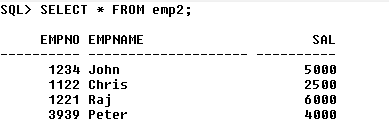 SQL> SELECT * FROM emp2;
EMPNO EMPNAME SAL
---------- -------------------- ----------
1234 John 5000
1122 Chris 2500
1221 Raj 6000
3939 Peter 4000